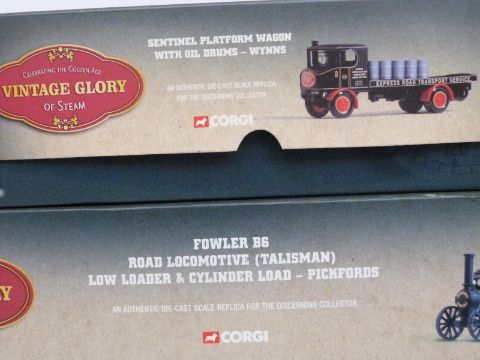 CELEBRATING THE GOLDEN AGE
VINTAGE GLORY
OF STEAM
SENTINEL PLATFORM WAGON
WITH OIL DRUMS – WYNNS
AN AUTHENTIC DIE-CAST SCALE REPLICA
FOR THE DISCERNING COLLECTOR
CORGI
EXPRESS ROAD TRANSPORT SERVICE
FOWLER B6
ROAD LOCOMOTIVE (TALISMAN)
LOW LOADER & CYLINDER LOAD – PICKFORDS
AN AUTHENTIC DIE-CAST SCALE REPLICA FOR THE DISCERNING COLLECTOR
CORGI